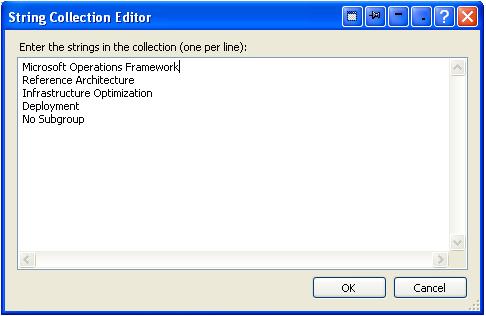 String Collection Editor
Enter the strings in the collection (one per line):
Microsoft Operations Framework
Reference Architecture
Infrastructure Optimization
Deployment
No Subgroup
OK
Cancel